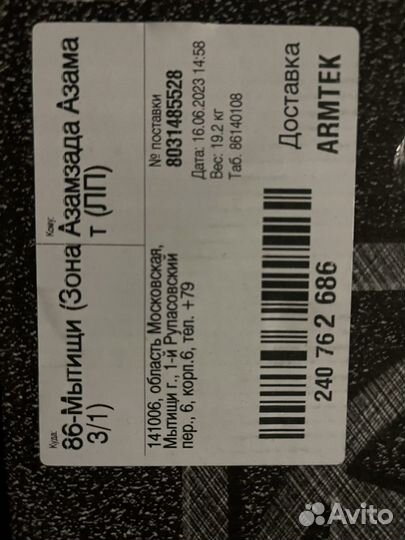 Куда:
86-Мытищи (Зона
3/1)
Кому:
Азамзада Азама
т (ЛП)
141006, область Московская,
Мытищи г., 1-й Рупасовский
пер., 6, корп.6, тел. +79
№ поставки
8031485528
Дата: 16.06.2023 14:58
Вес: 19.2 кг
Таб. 86140108
240 76 2 686
Доставка
ARMTEK
Avito